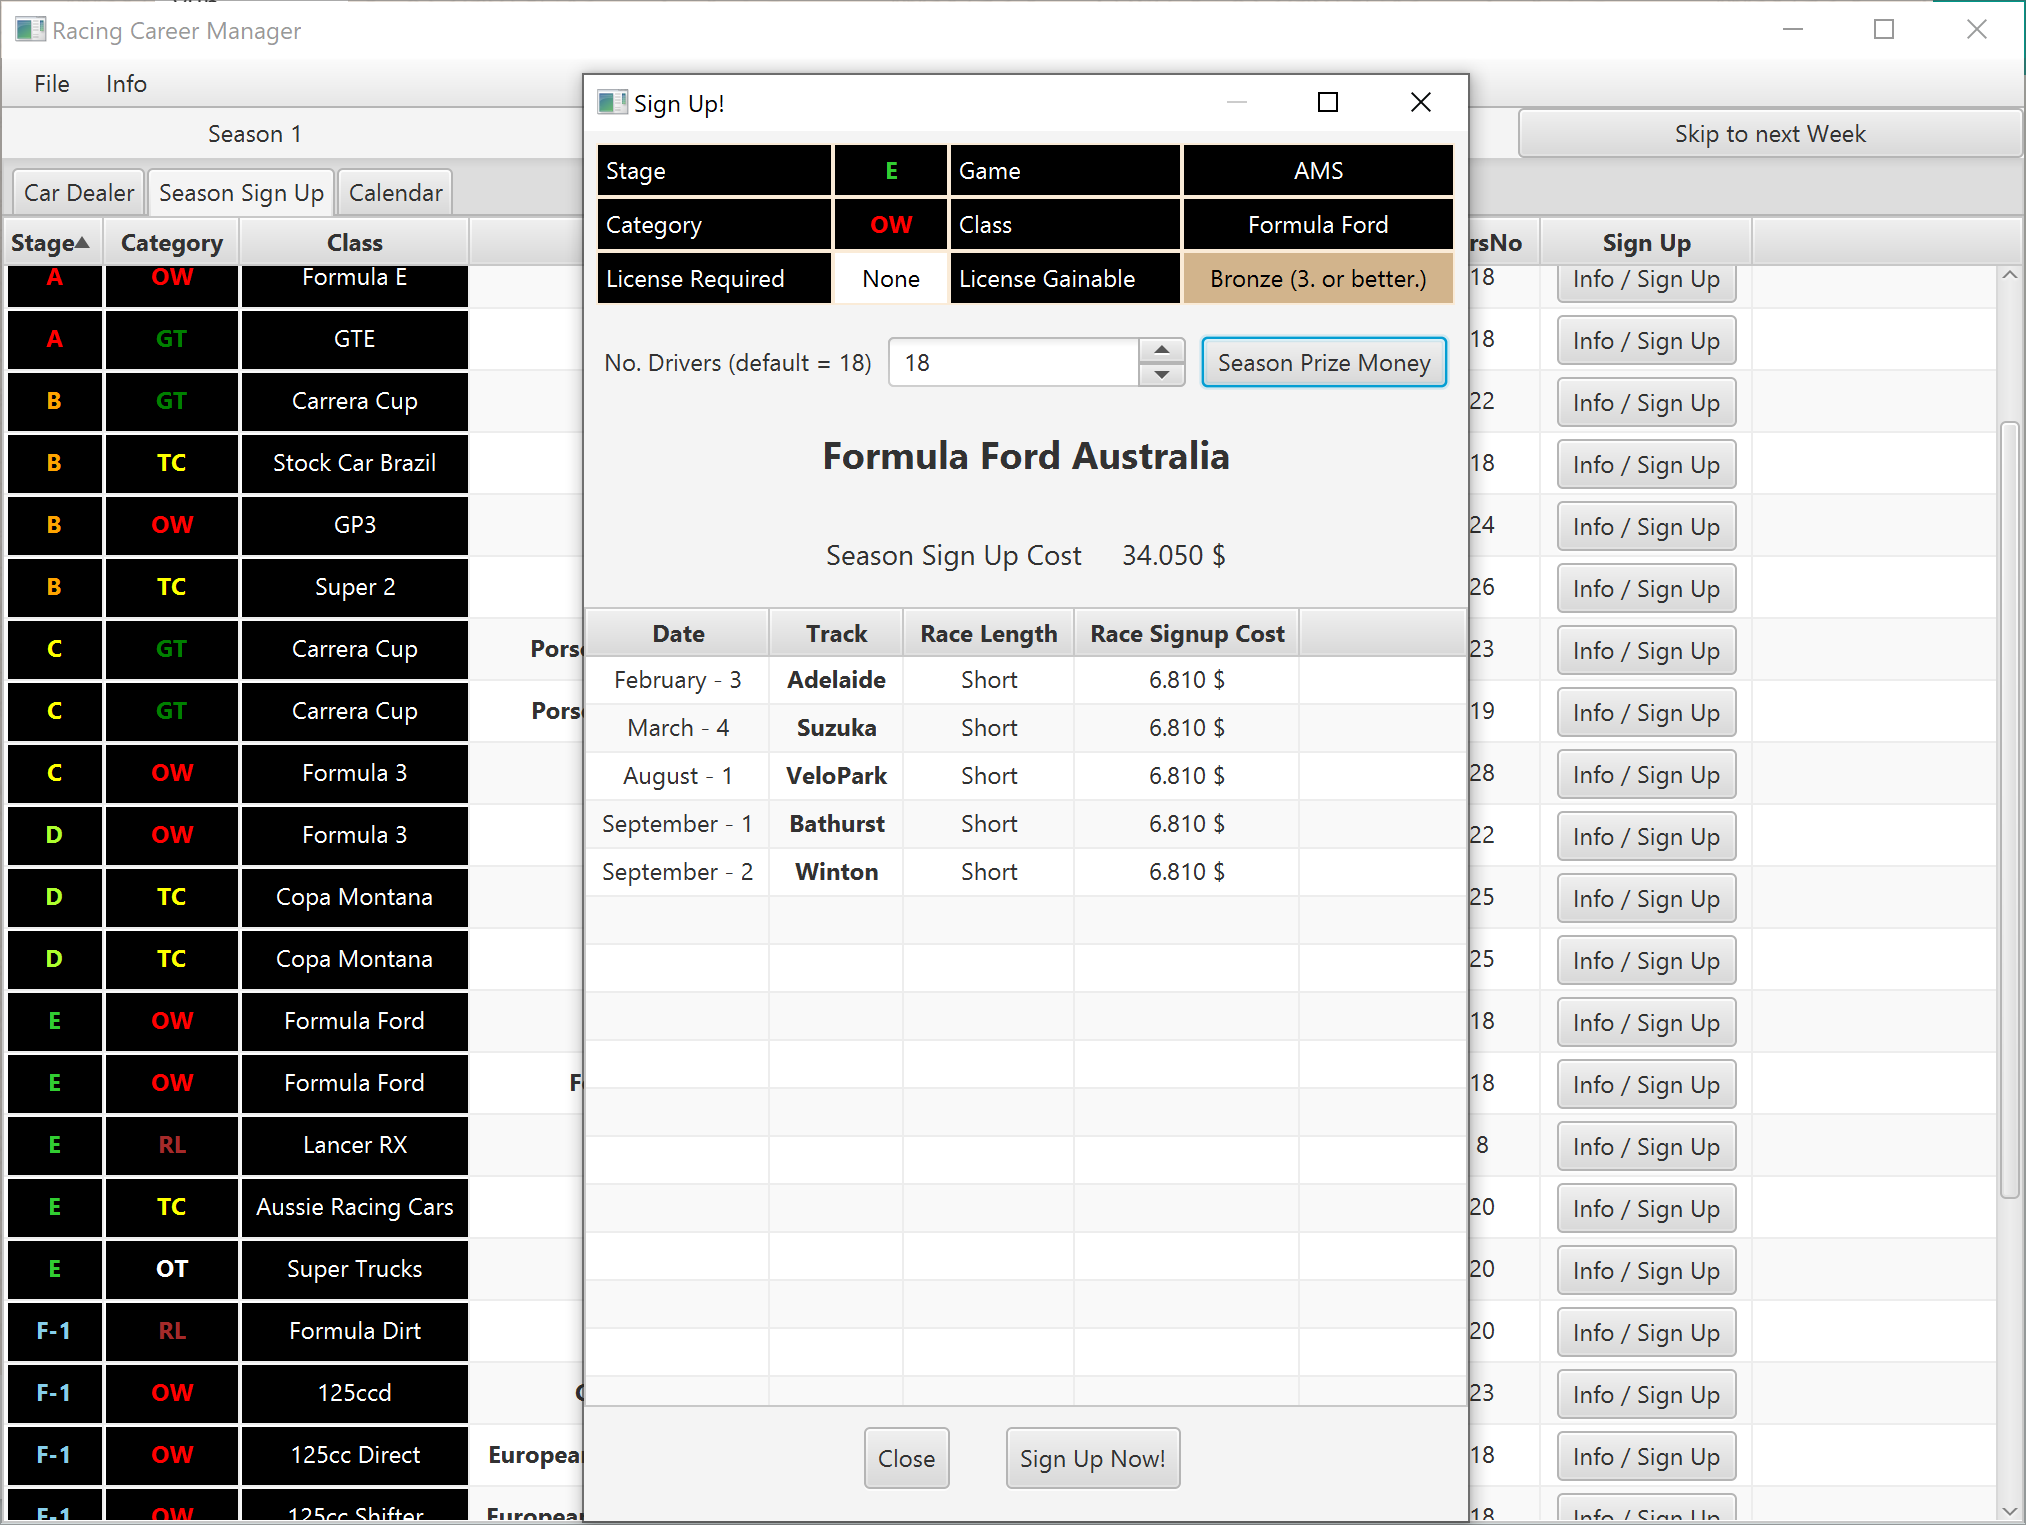 Racing Career Manager
File Info
Season 1
Skip to next Week
Car Dealer Season Sign Up Calendar
Stage Category Class rsNo Sign Up
A OW Formula E 18 Info / Sign Up
A GT GTE 18 Info / Sign Up
B GT Carrera Cup 22 Info / Sign Up
B TC Stock Car Brazil 18 Info / Sign Up
B OW GP3 24 Info / Sign Up
B TC Super 2 26 Info / Sign Up
C GT Carrera Cup Pors 23 Info / Sign Up
C GT Carrera Cup Pors 19 Info / Sign Up
C OW Formula 3 28 Info / Sign Up
D OW Formula 3 22 Info / Sign Up
D TC Copa Montana 25 Info / Sign Up
D TC Copa Montana 25 Info / Sign Up
E OW Formula Ford 18 Info / Sign Up
E OW Formula Ford F 18 Info / Sign Up
E RL Lancer RX 8 Info / Sign Up
E TC Aussie Racing Cars 20 Info / Sign Up
E OT Super Trucks 20 Info / Sign Up
F-1 RL Formula Dirt 20 Info / Sign Up
F-1 OW 125ccd 23 Info / Sign Up
F-1 OW 125cc Direct European 18 Info / Sign Up
F-1 OW 125cc Shifter European 18 Info / Sign Up
Sign Up!
Stage E Game AMS
Category OW Class Formula Ford
License Required None License Gainable Bronze (3. or better.)
No. Drivers (default = 18) 18 Season Prize Money
Formula Ford Australia
Season Sign Up Cost 34.050 $
Date Track Race Length Race Signup Cost
February - 3 Adelaide Short 6.810 $
March - 4 Suzuka Short 6.810 $
August - 1 VeloPark Short 6.810 $
September - 1 Bathurst Short 6.810 $
September - 2 Winton Short 6.810 $
Close Sign Up Now!